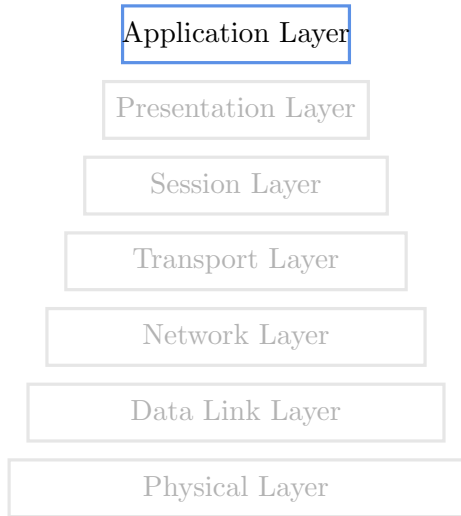 Application Layer
Presentation Layer
Session Layer
Transport Layer
Network Layer
Data Link Layer
Physical Layer